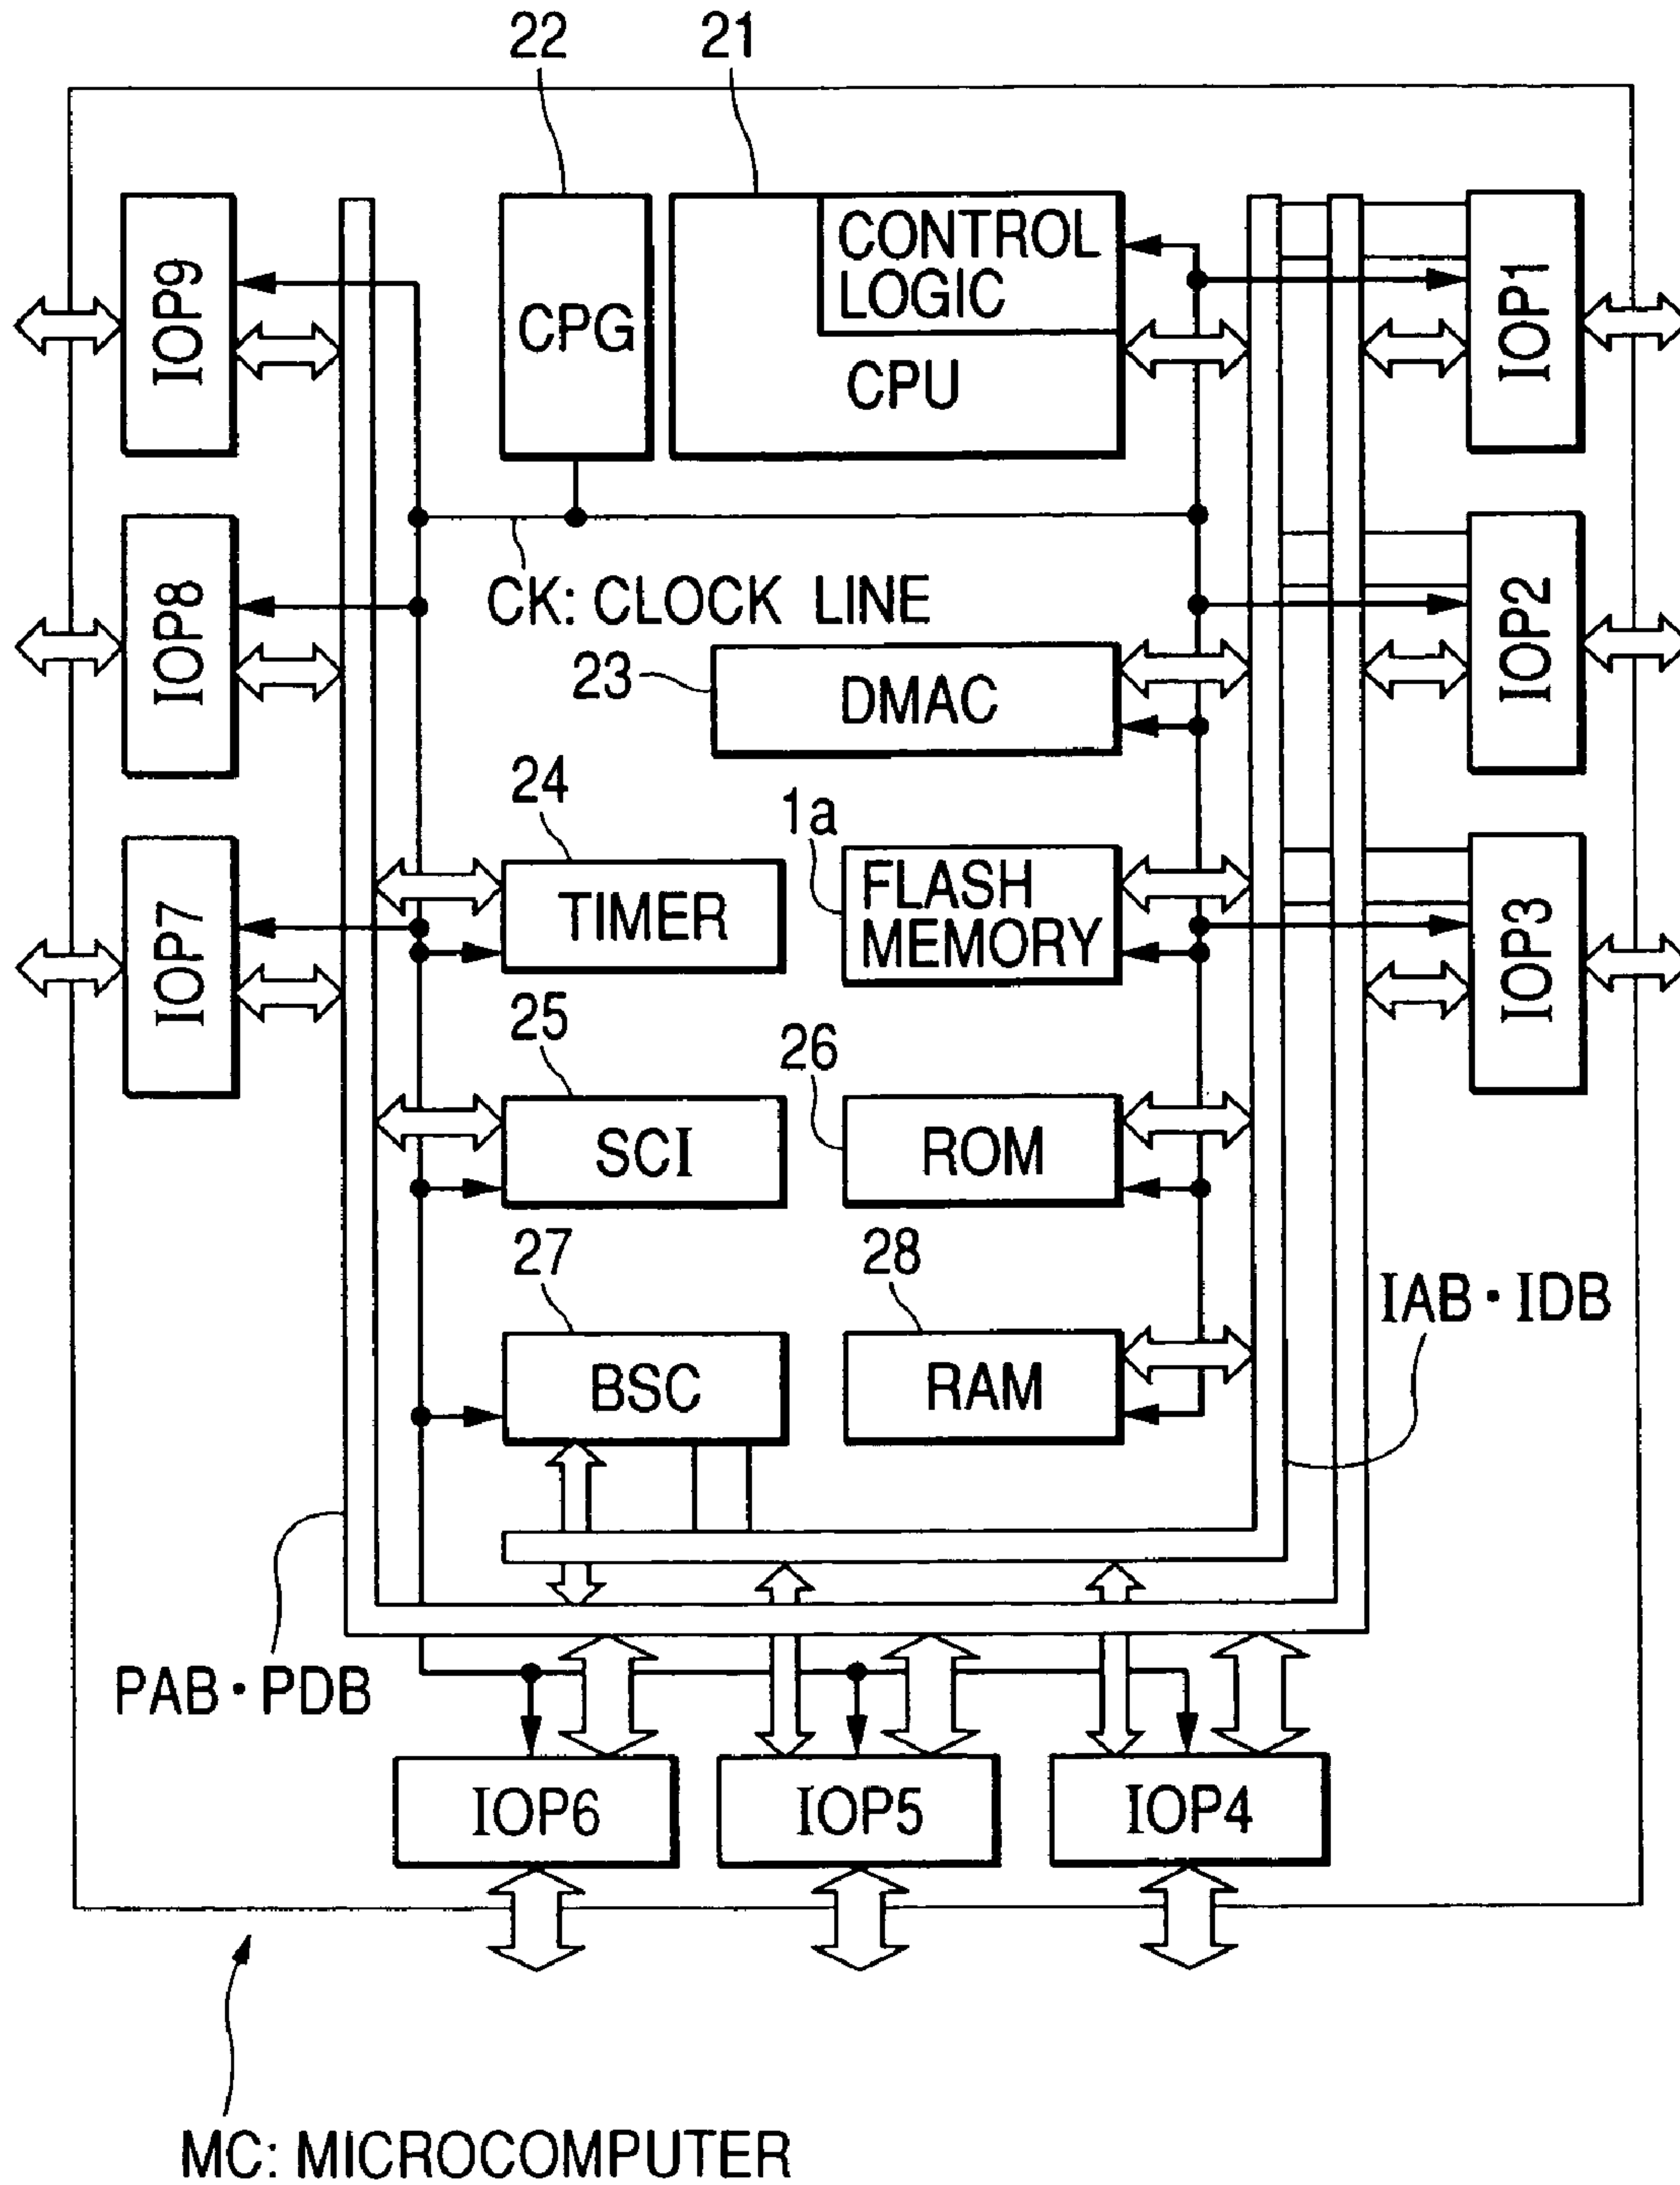 22
21
IOP9
CPG
CONTROL
LOGIC
CPU
IOP1
CK: CLOCK LINE
IOP8
IOP2
23
DMAC
24
1a
TIMER
FLASH
MEMORY
IOP7
IOP3
25
26
SCI
ROM
27
28
IAB・IDB
BSC
RAM
PAB・PDB
IOP6
IOP5
IOP4
MC: MICROCOMPUTER